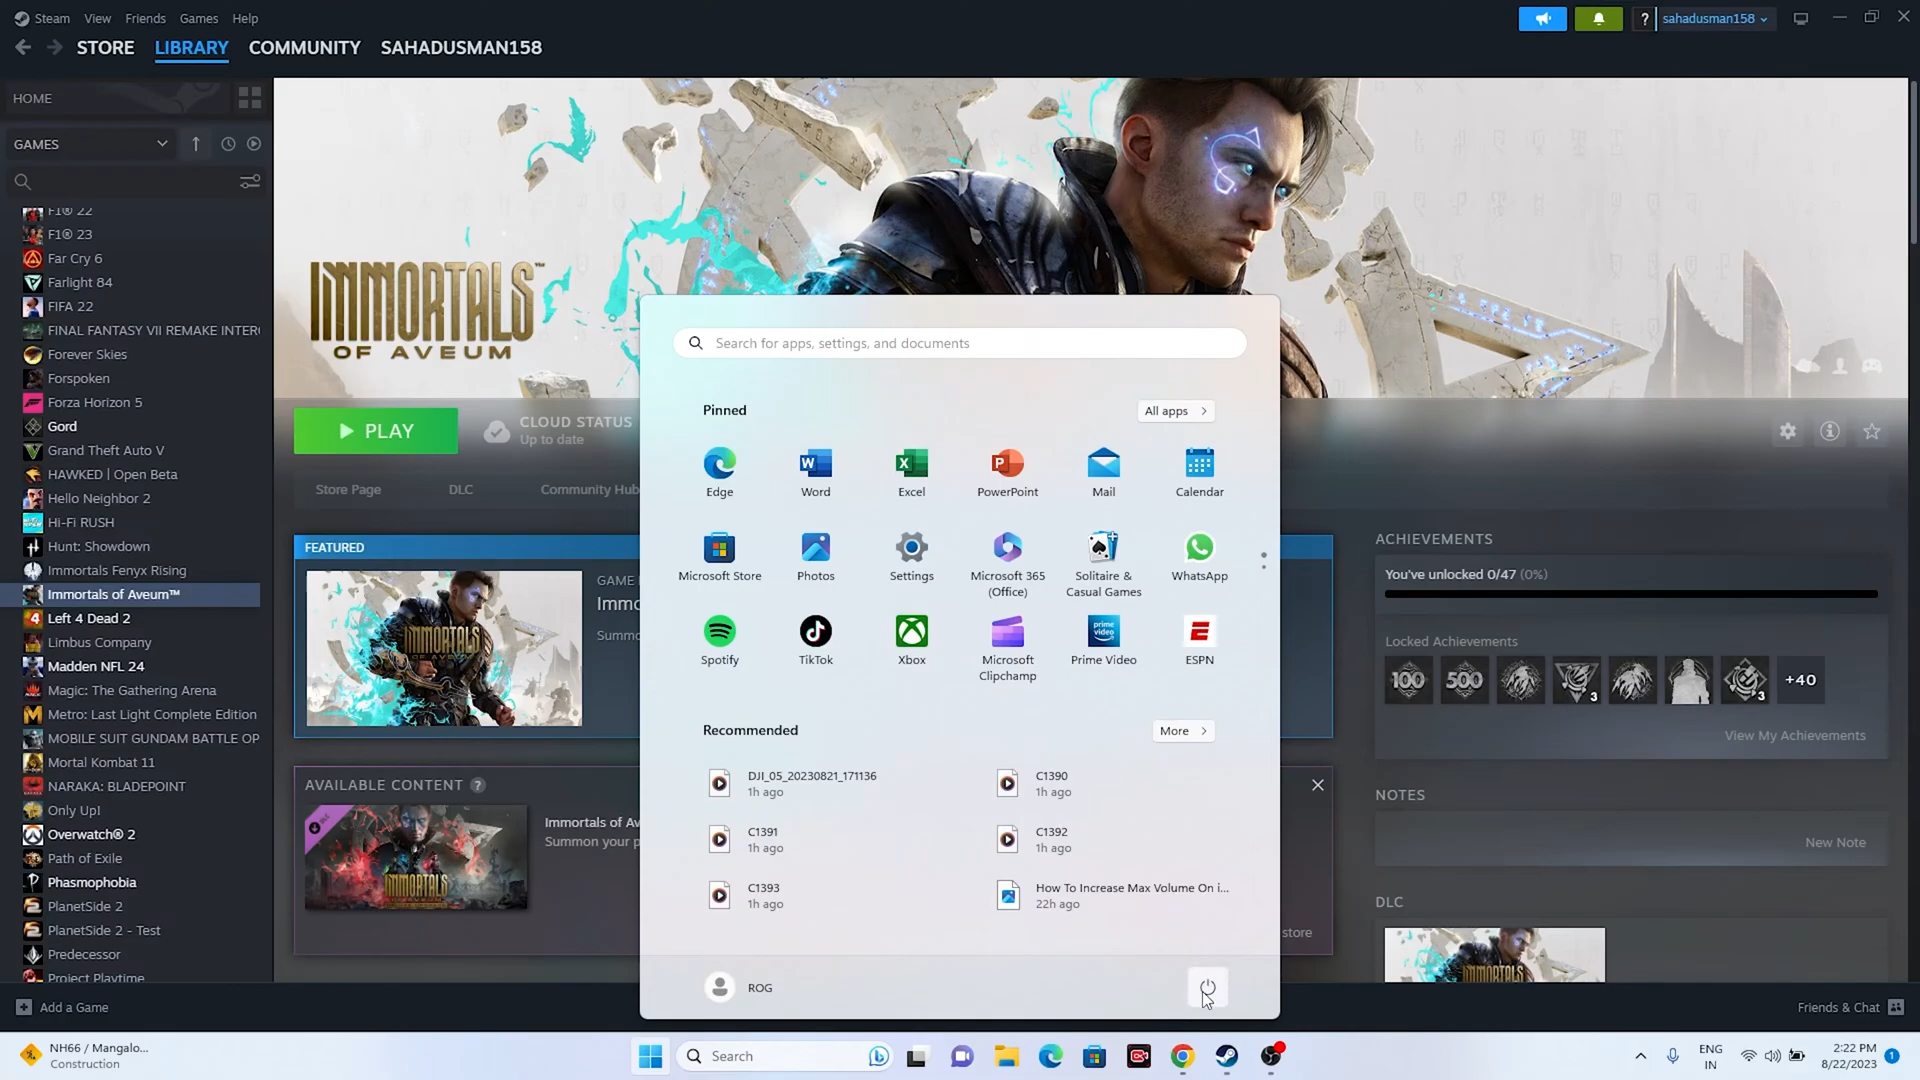 Steam View Friends Games Help
? sahadusman158
STORE LIBRARY COMMUNITY SAHADUSMAN158
HOME
GAMES
F1® 22
F1® 23
Far Cry 6
Farlight 84
FIFA 22
FINAL FANTASY VII REMAKE INTER
Forever Skies
Forspoken
Forza Horizon 5
Gord
Grand Theft Auto V
HAWKED | Open Beta
Hello Neighbor 2
Hi-Fi RUSH
Hunt: Showdown
Immortals Fenyx Rising
Immortals of Aveum™
Left 4 Dead 2
Limbus Company
Madden NFL 24
Magic: The Gathering Arena
Metro: Last Light Complete Edition
MOBILE SUIT GUNDAM BATTLE OP
Mortal Kombat 11
NARAKA: BLADEPOINT
Only Up!
Overwatch® 2
Path of Exile
Phasmophobia
PlanetSide 2
PlanetSide 2 - Test
Predecessor
Project Playtime
Add a Game
IMMORTALS™
OF AVEUM
PLAY
CLOUD STATUS
Up to date
Store Page DLC Community Hub
FEATURED
IMMORTALS
OF AVEUM
GAME
Immo
Summo
AVAILABLE CONTENT ?
IMMORTALS
Immortals of Av
Summon your p
store
Search for apps, settings, and documents
Pinned
All apps >
Edge
Word
Excel
PowerPoint
Mail
Calendar
Microsoft Store
Photos
Settings
Microsoft 365
(Office)
Solitaire &
Casual Games
WhatsApp
Spotify
TikTok
Xbox
Microsoft
Clipchamp
prime
video
Prime Video
ESPN
Recommended
More >
DJI_05_20230821_171136
1h ago
C1390
1h ago
C1391
1h ago
C1392
1h ago
C1393
1h ago
How To Increase Max Volume On i...
22h ago
ROG
ACHIEVEMENTS
You've unlocked 0/47 (0%)
Locked Achievements
100 500 3 3 +40
View My Achievements
NOTES
New Note
DLC
IMMORTALS
Friends & Chat
NH66 / Mangalo...
Construction
Search
ENG
IN
2:22 PM
8/22/2023
1